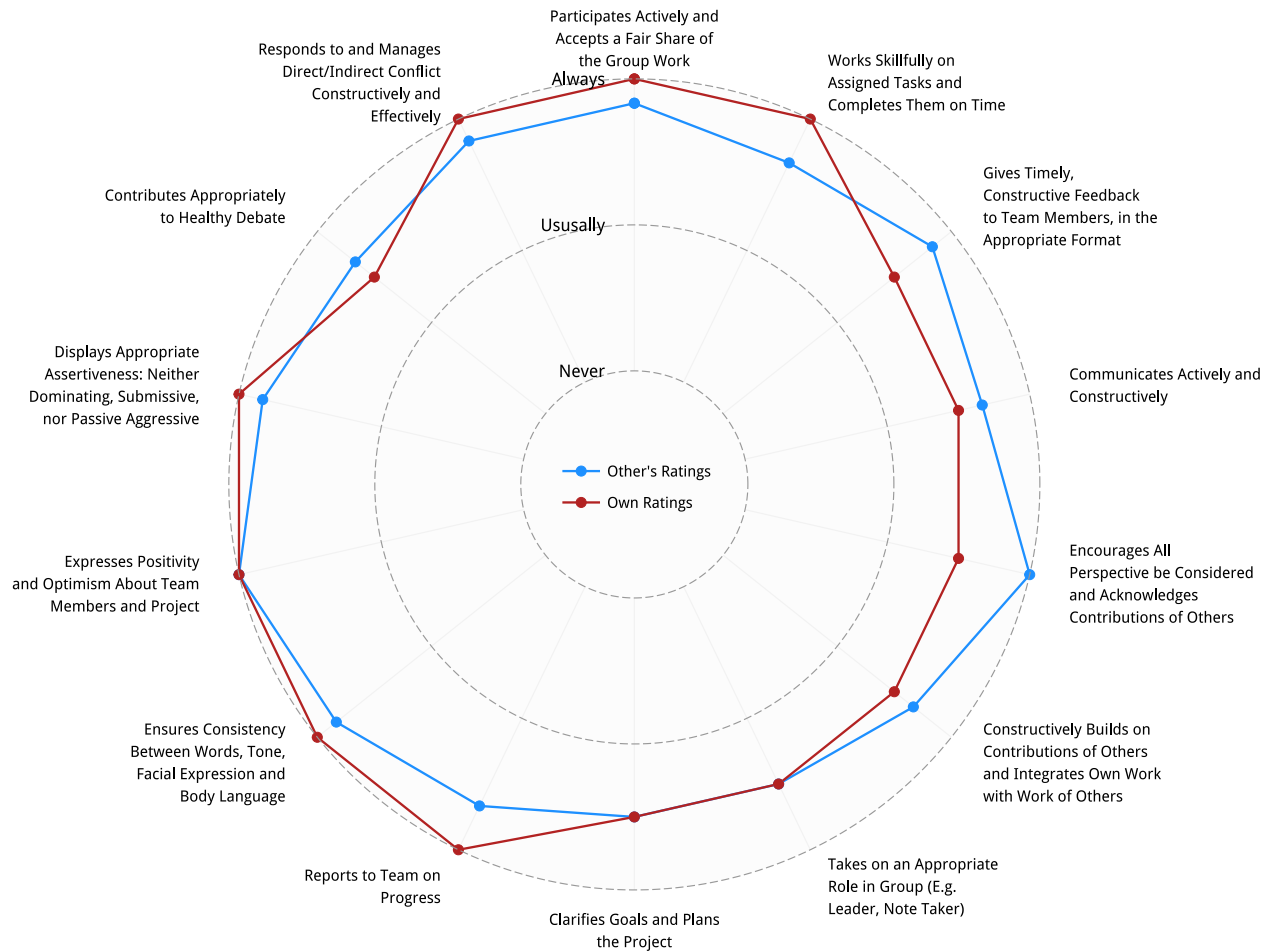 Participates Actively and
Accepts a Fair Share of
the Group Work
Works Skillfully on
Assigned Tasks and
Completes Them on Time
Gives Timely,
Constructive Feedback
to Team Members, in the
Appropriate Format
Communicates Actively and
Constructively
Encourages All
Perspective be Considered
and Acknowledges
Contributions of Others
Constructively Builds on
Contributions of Others
and Integrates Own Work
with Work of Others
Takes on an Appropriate
Role in Group (E.g.
Leader, Note Taker)
Clarifies Goals and Plans
the Project
Reports to Team on
Progress
Ensures Consistency
Between Words, Tone,
Facial Expression and
Body Language
Expresses Positivity
and Optimism About Team
Members and Project
Displays Appropriate
Assertiveness: Neither
Dominating, Submissive,
nor Passive Aggressive
Contributes Appropriately
to Healthy Debate
Responds to and Manages
Direct/Indirect Conflict
Constructively and
Effectively
Always
Ususally
Never
Other's Ratings
Own Ratings